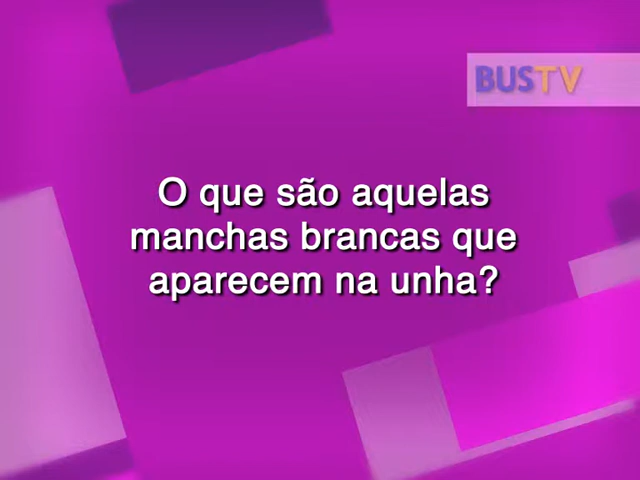 BUSTV
O que são aquelas
manchas brancas que
aparecem na unha?